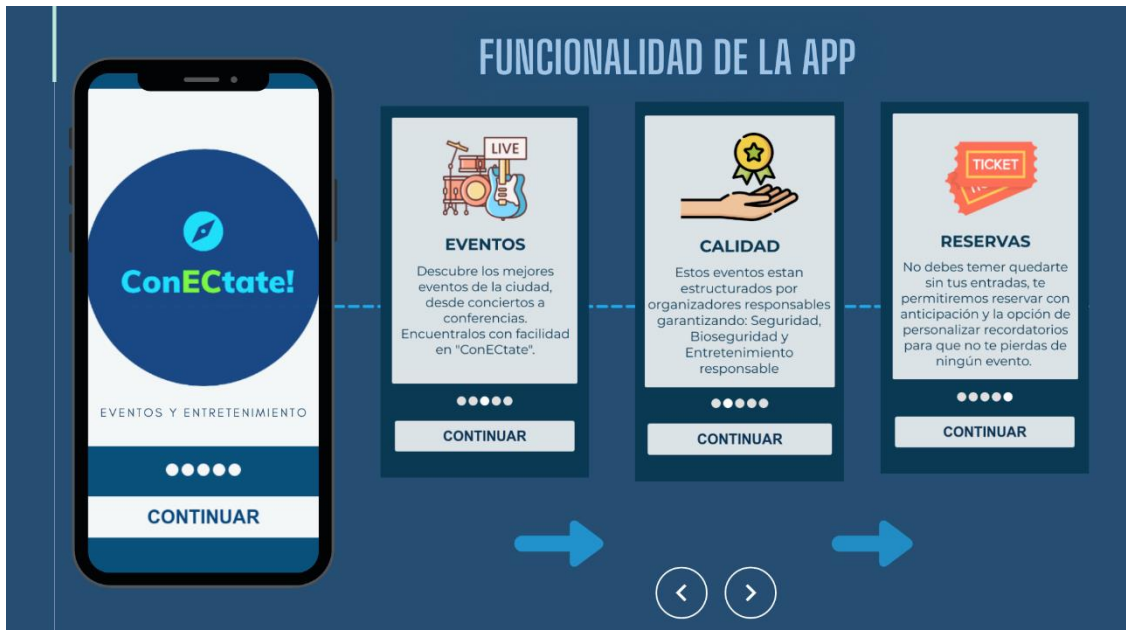 FUNCIONALIDAD DE LA APP
ConECtate!
EVENTOS Y ENTRETENIMIENTO
CONTINUAR
LIVE
EVENTOS
Descubre los mejores
eventos de la ciudad,
desde conciertos a
conferencias.
Encuentralos con facilidad
en "ConECtate".
CONTINUAR
CALIDAD
Estos eventos estan
estructurados por
organizadores responsables
garantizando: Seguridad,
Bioseguridad y
Entretenimiento
responsable
CONTINUAR
TICKET
RESERVAS
No debes temer quedarte
sin tus entradas, te
permitiremos reservar con
anticipación y la opción de
personalizar recordatorios
para que no te pierdas de
ningún evento.
CONTINUAR